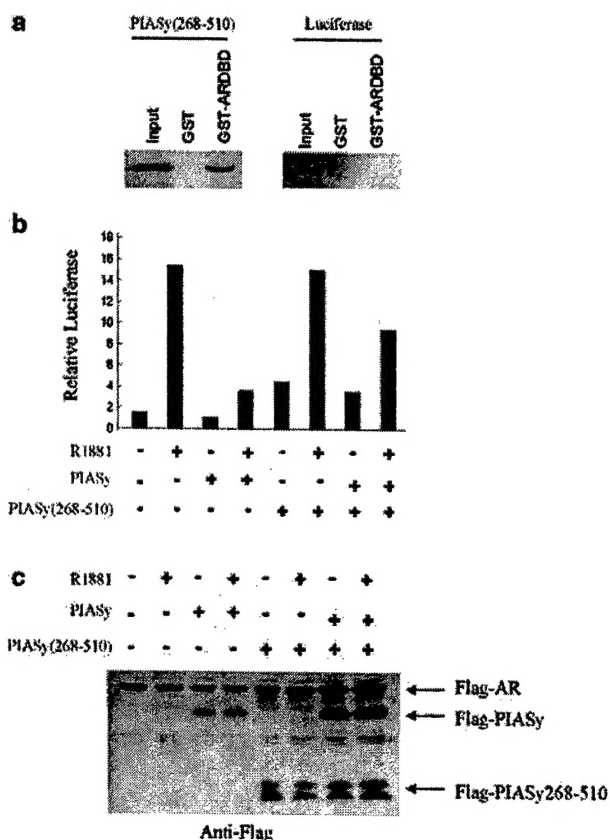 a
PIASy(268-510) Luciferase
Input GST GST-ARDBD Input GST GST-ARDBD
b
Relative Luciferase
18
16
14
12
10
8
6
4
2
0
R1881 - + - + - + - +
PIASy - - + + - - + +
PIASy(268-510) - - - - + + + +
c
R1881 - + - + - + - +
PIASy - - + + - - + +
PIASy(268-510) - - - - + + + +
Flag-AR
Flag-PIASy
Flag-PIASy268-510
Anti-Flag